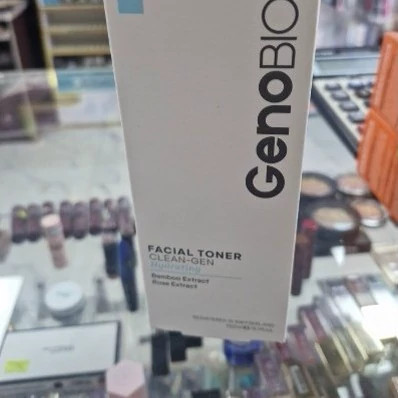 GenoBIO
FACIAL TONER
CLEAN-GEN
Hydrating
Bamboo Extract
Rose Extract